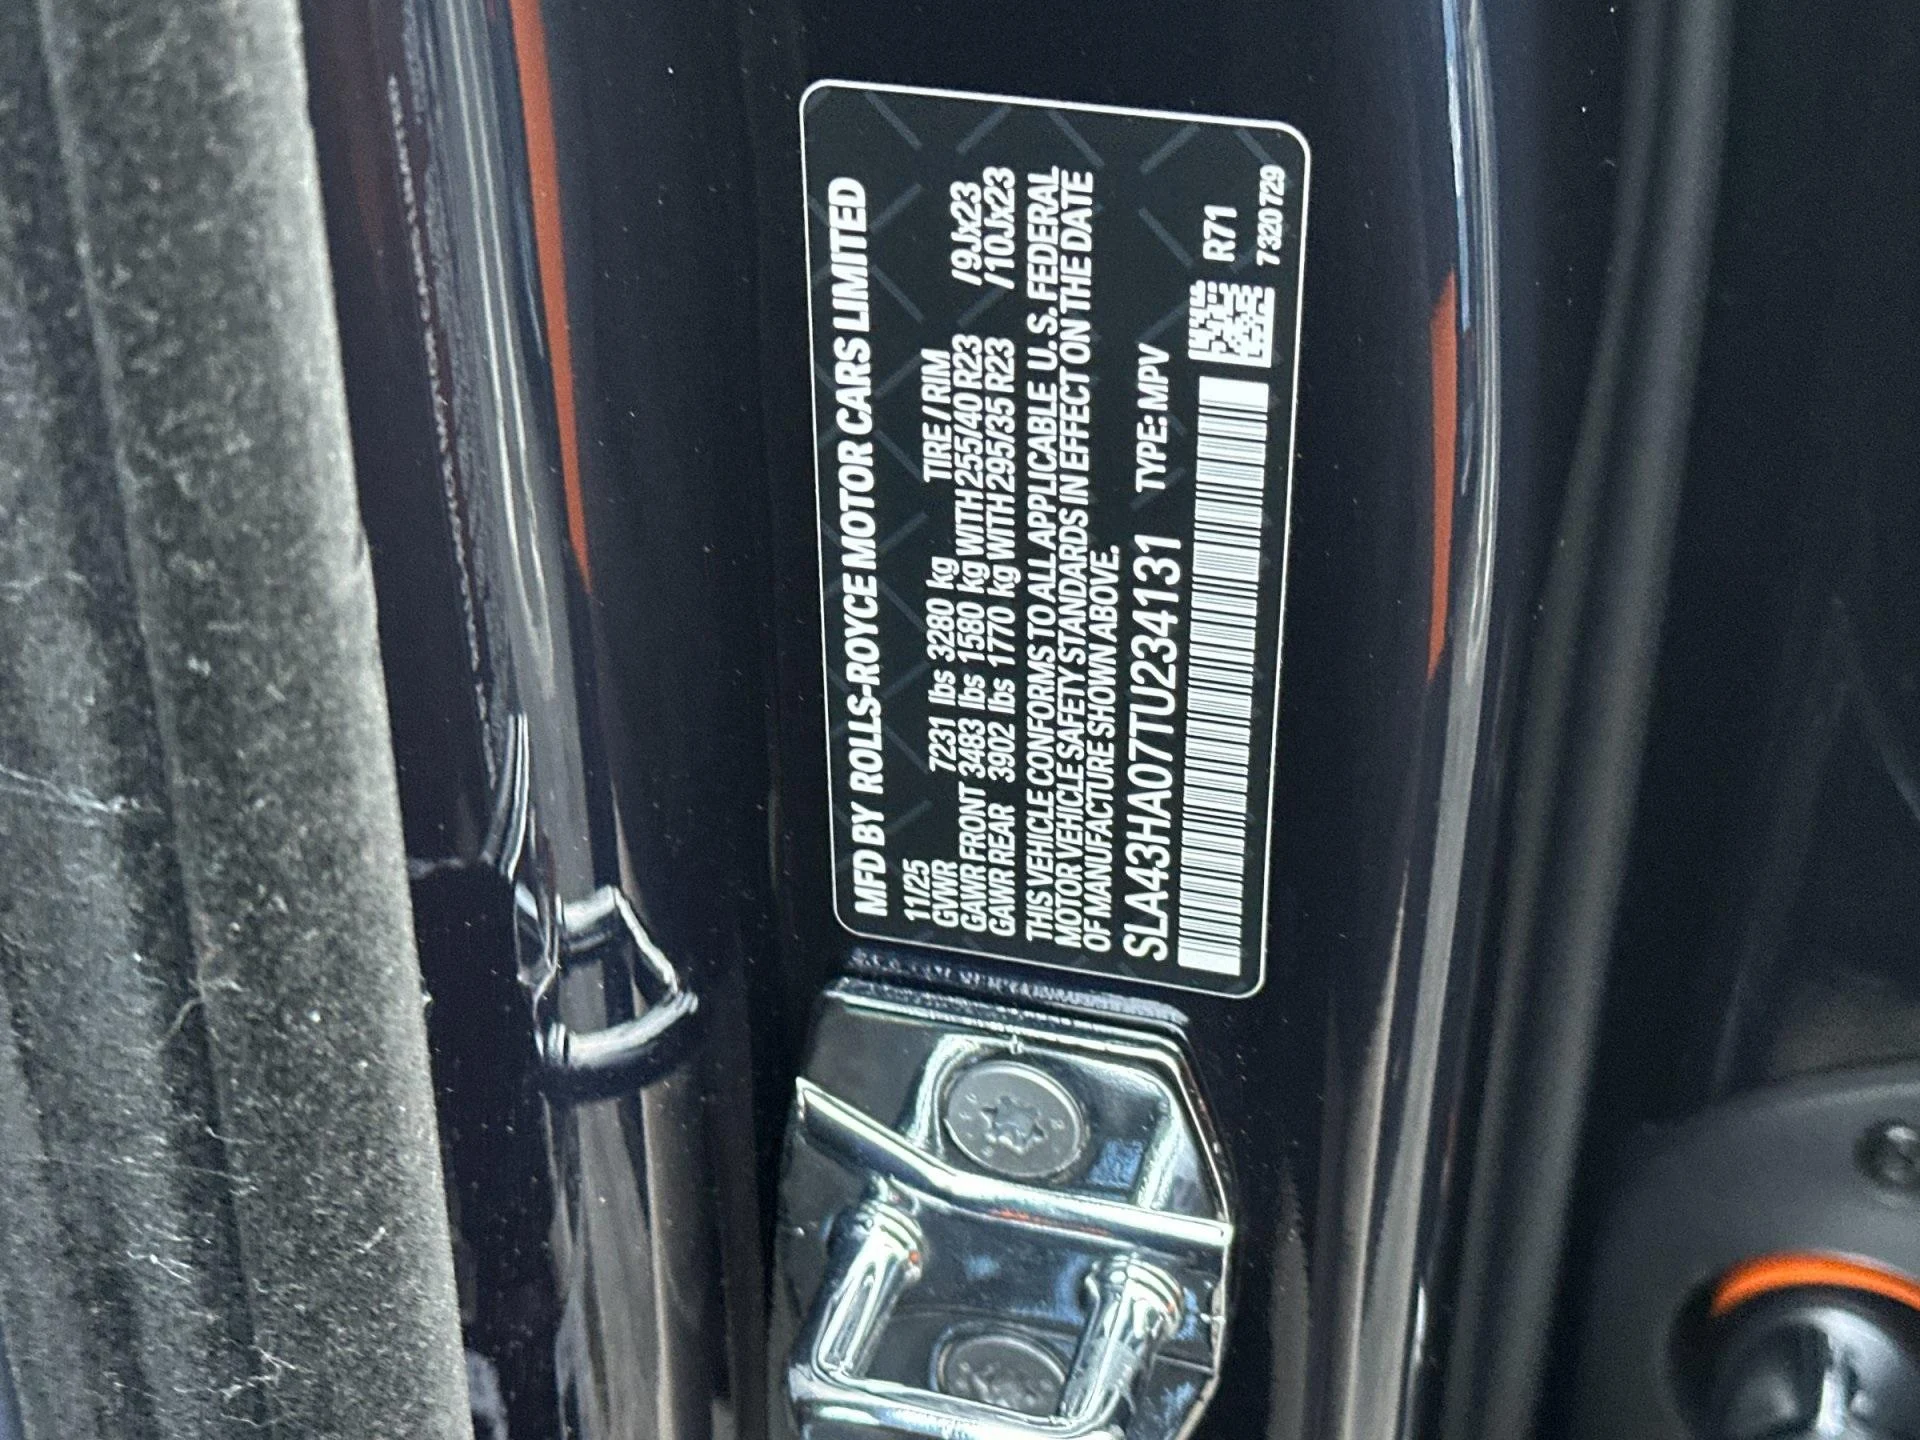 MFD BY ROLLS-ROYCE MOTOR CARS LIMITED
11/25
GVWR 7231 lbs 3280 kg TIRE / RIM
GAWR FRONT 3483 lbs 1580 kg WITH 255/40 R23 /9Jx23
GAWR REAR 3902 lbs 1770 kg WITH 295/35 R23 /10Jx23
THIS VEHICLE CONFORMS TO ALL APPLICABLE U. S. FEDERAL
MOTOR VEHICLE SAFETY STANDARDS IN EFFECT ON THE DATE
OF MANUFACTURE SHOWN ABOVE.
SLA43HA07TU234131 TYPE: MPV
R71
7 320 729